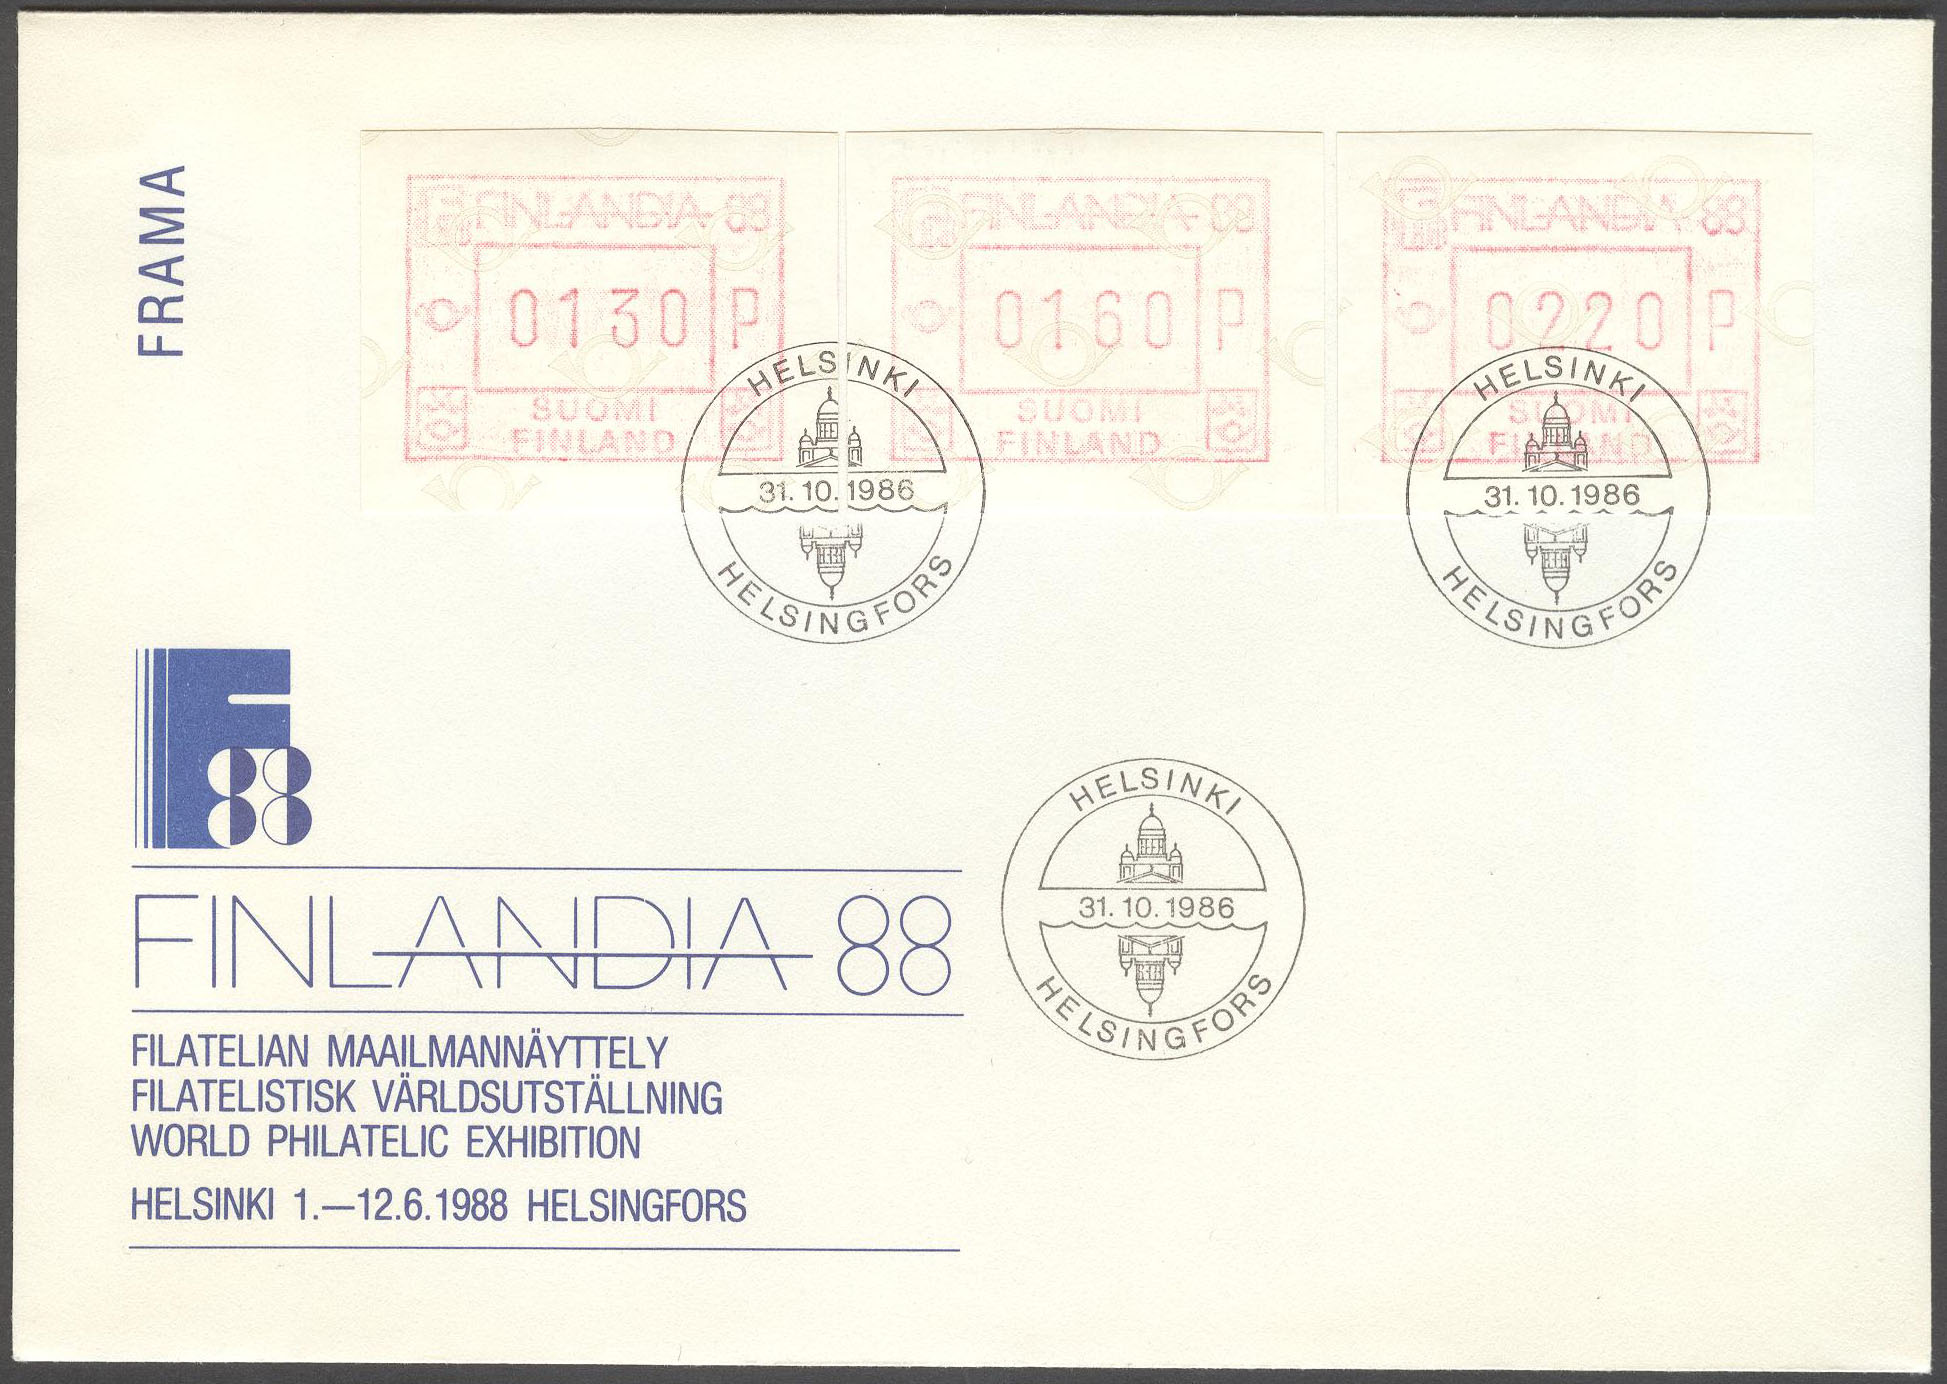 FRAMA
FINLANDIA 88
0130 P
SUOMI
FINLAND
FINLANDIA 88
0160 P
SUOMI
FINLAND
FINLANDIA 88
0220 P
SUOMI
FINLAND
HELSINKI
31.10.1986
HELSINGFORS
HELSINKI
31.10.1986
HELSINGFORS
F 88
FINLANDIA 88
FILATELIAN MAAILMANNÄYTTELY
FILATELISTISK VÄRLDSUTSTÄLLNING
WORLD PHILATELIC EXHIBITION
HELSINKI 1.—12.6.1988 HELSINGFORS
HELSINKI
31.10.1986
HELSINGFORS